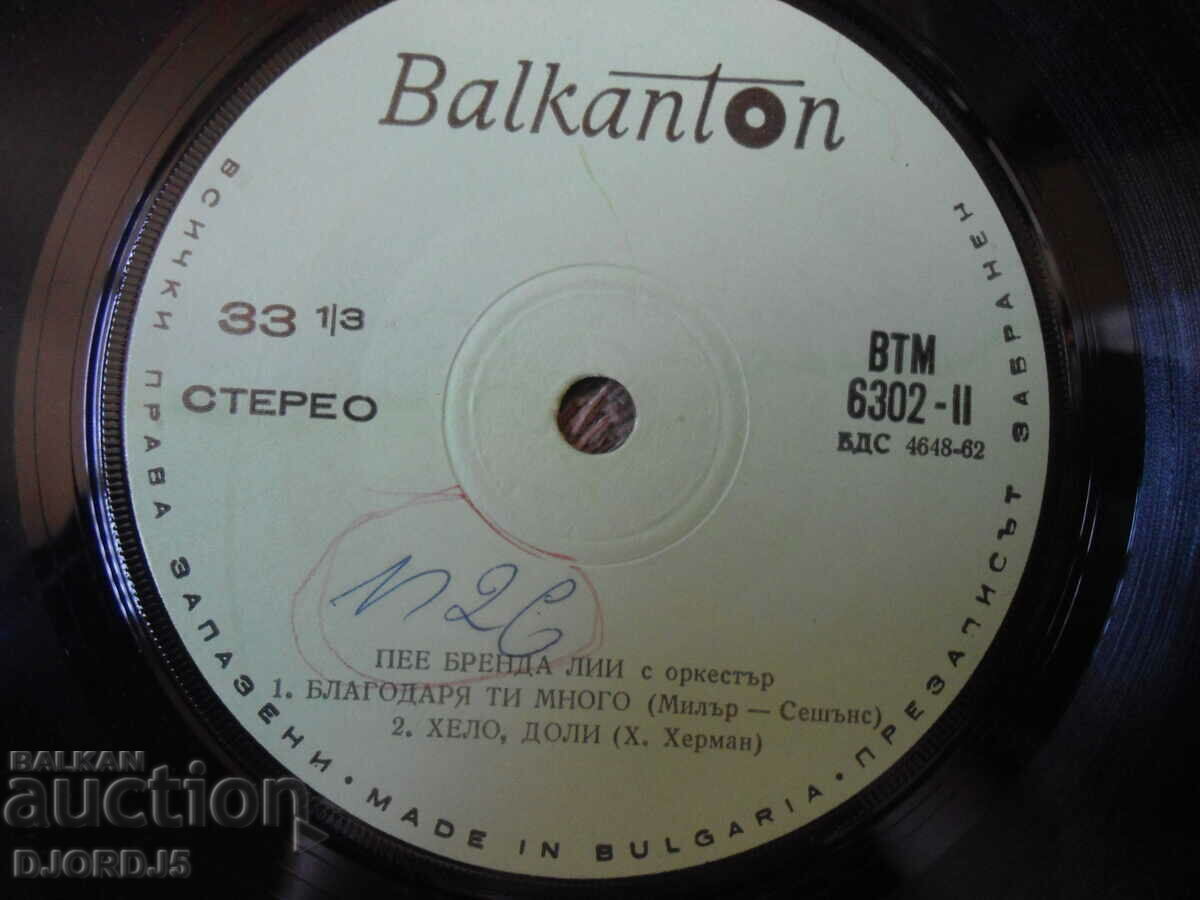 Balkanton
ВСИЧКИ ПРАВА ЗАПАЗЕНИ • MADE IN BULGARIA • ПРЕЗАПИСЪТ ЗАБРАНЕН
33 1/3
СТЕРЕО
ВТМ
6302-II
БДС 4648-62
ПЕЕ БРЕНДА ЛИИ с оркестър
1. БЛАГОДАРЯ ТИ МНОГО (Милър — Сешънс)
2. ХЕЛО, ДОЛИ (Х. Херман)
BALKAN
auction
DJORDJ5